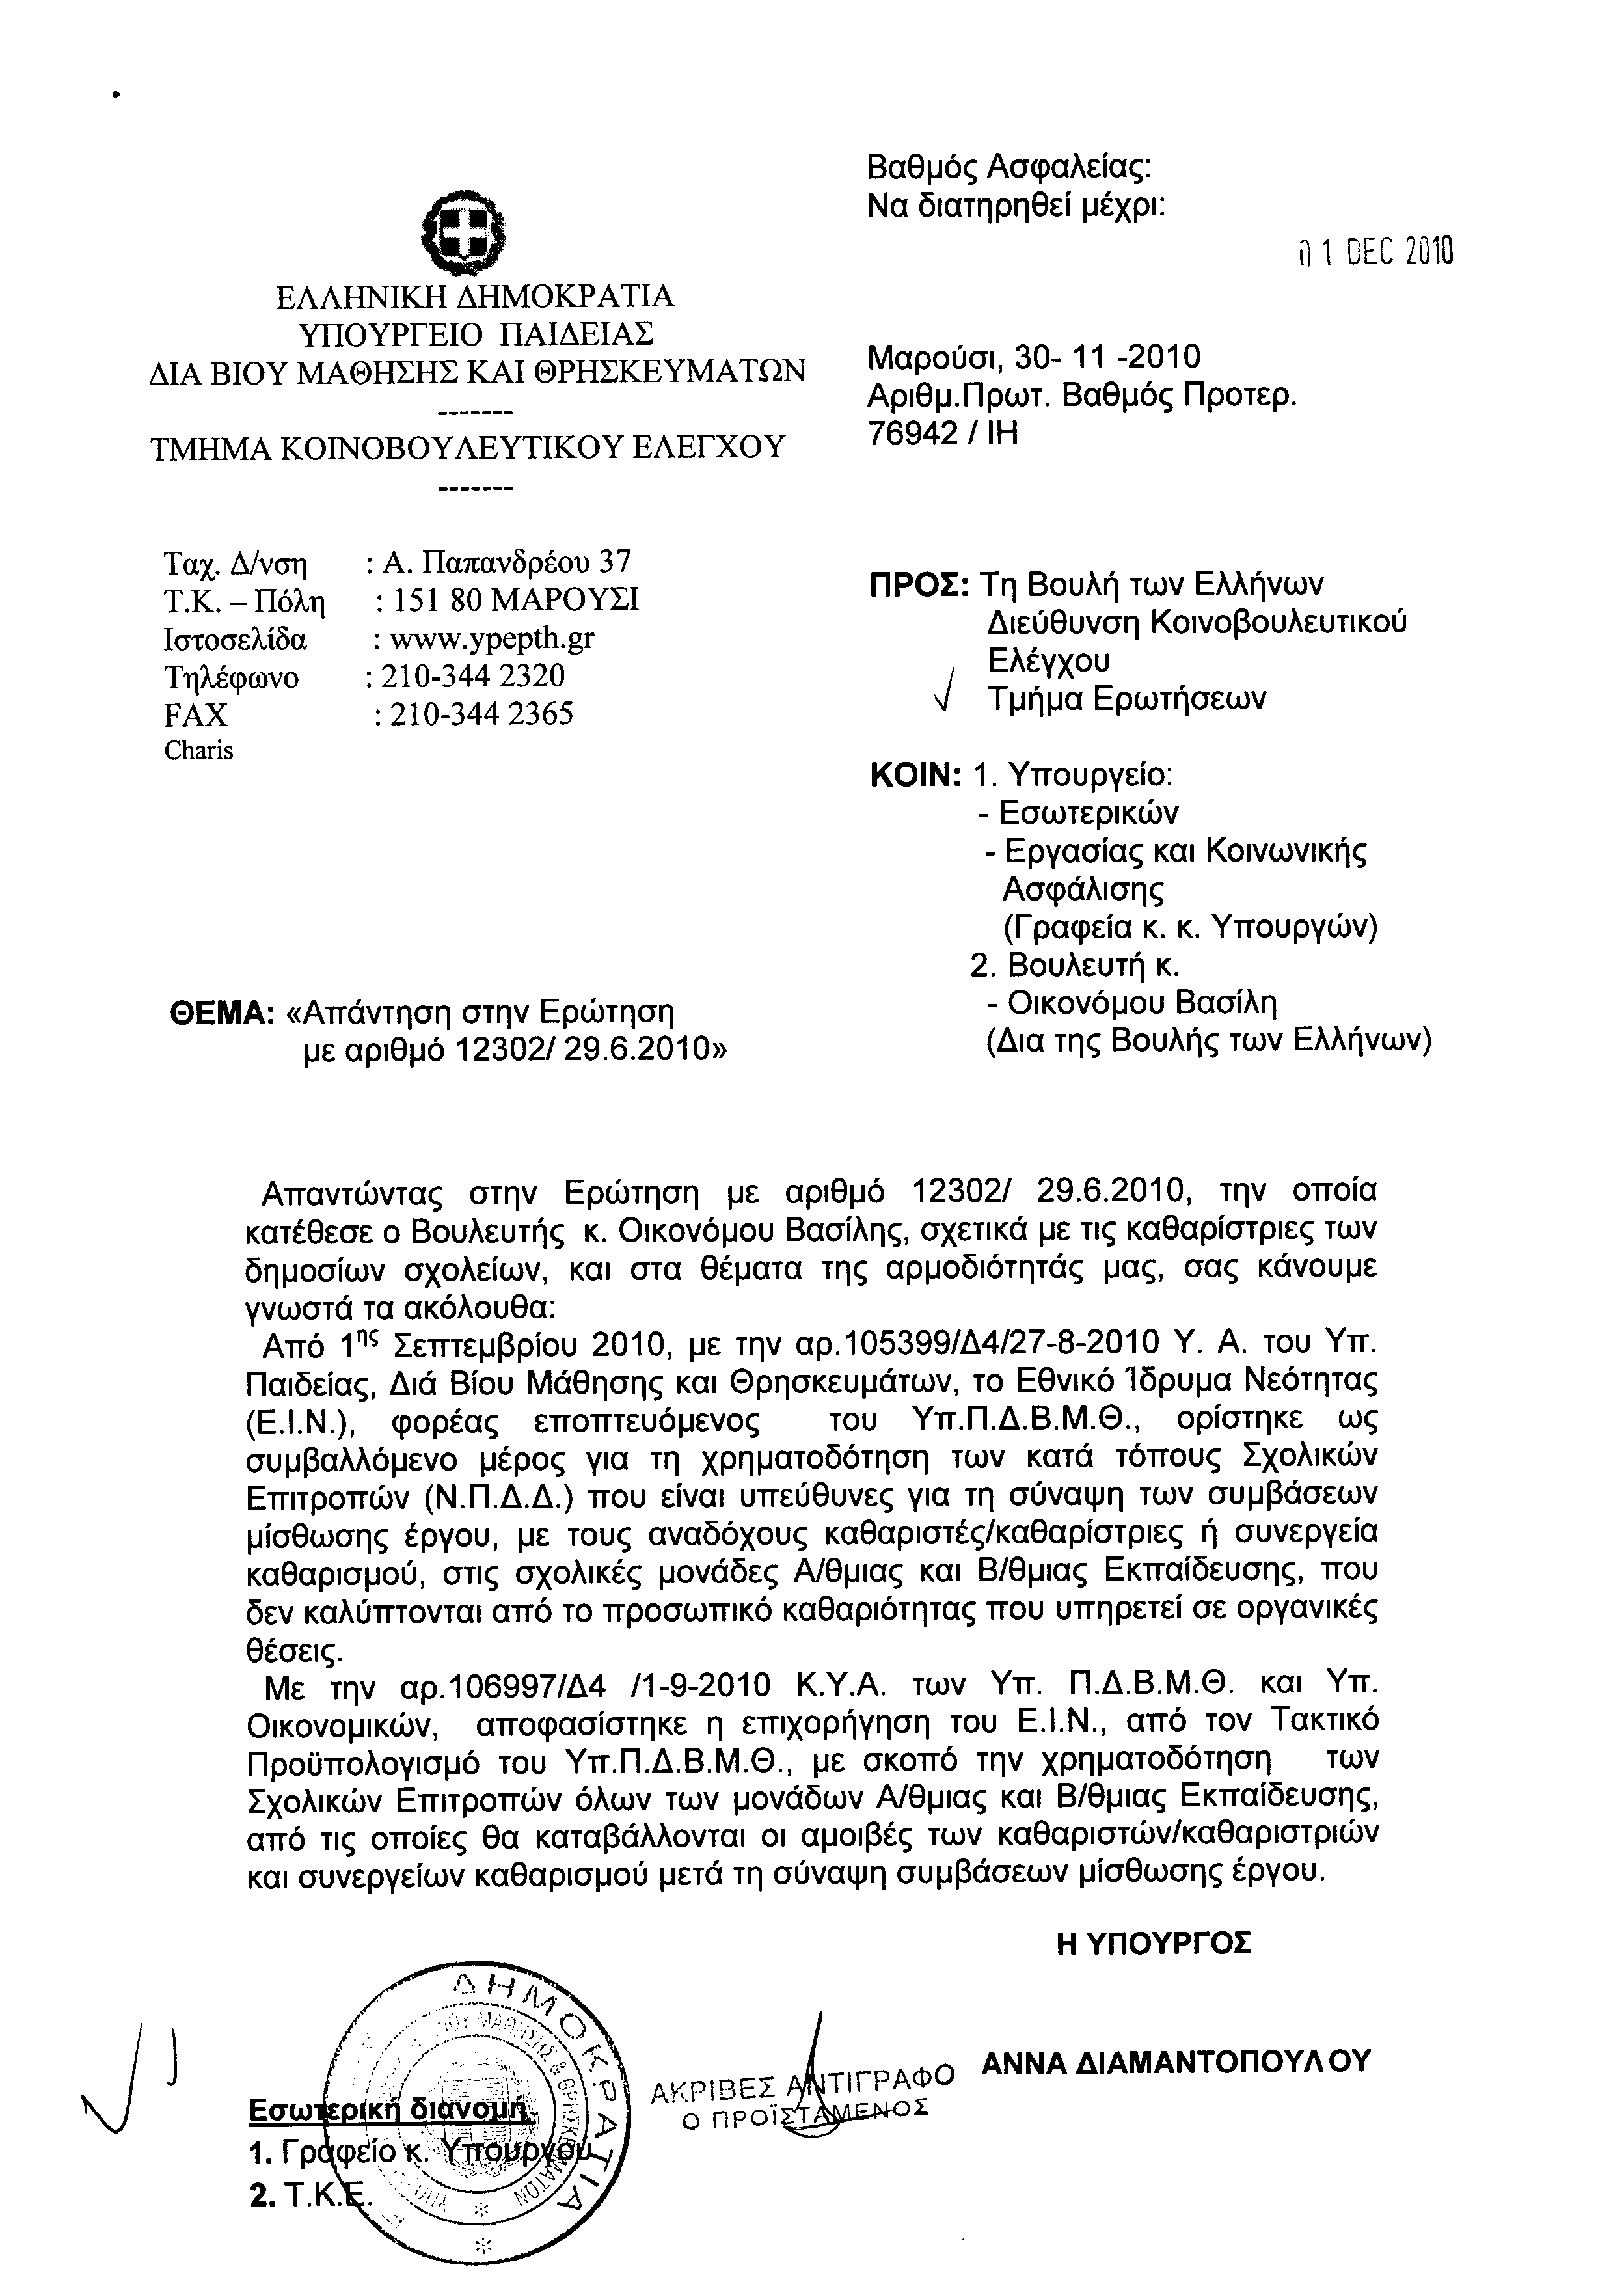 Βαθμός Ασφαλείας:
Να διατηρηθεί μέχρι:
01 DEC 2010
ΕΛΛΗΝΙΚΗ ΔΗΜΟΚΡΑΤΙΑ
ΥΠΟΥΡΓΕΙΟ ΠΑΙΔΕΙΑΣ
ΔΙΑ ΒΙΟΥ ΜΑΘΗΣΗΣ ΚΑΙ ΘΡΗΣΚΕΥΜΑΤΩΝ
-------
ΤΜΗΜΑ ΚΟΙΝΟΒΟΥΛΕΥΤΙΚΟΥ ΕΛΕΓΧΟΥ
-------
Μαρούσι, 30- 11 -2010
Αριθμ.Πρωτ. Βαθμός Προτερ.
76942 / ΙΗ
Ταχ. Δ/νση : Α. Παπανδρέου 37
Τ.Κ. – Πόλη : 151 80 ΜΑΡΟΥΣΙ
Ιστοσελίδα : www.ypepth.gr
Τηλέφωνο : 210-344 2320
FAX : 210-344 2365
Charis
ΠΡΟΣ: Τη Βουλή των Ελλήνων
Διεύθυνση Κοινοβουλευτικού
Ελέγχου
Τμήμα Ερωτήσεων
ΚΟΙΝ: 1. Υπουργείο:
- Εσωτερικών
- Εργασίας και Κοινωνικής
Ασφάλισης
(Γραφεία κ. κ. Υπουργών)
2. Βουλευτή κ.
- Οικονόμου Βασίλη
(Δια της Βουλής των Ελλήνων)
ΘΕΜΑ: «Απάντηση στην Ερώτηση
με αριθμό 12302/ 29.6.2010»
Απαντώντας στην Ερώτηση με αριθμό 12302/ 29.6.2010, την οποία
κατέθεσε ο Βουλευτής κ. Οικονόμου Βασίλης, σχετικά με τις καθαρίστριες των
δημοσίων σχολείων, και στα θέματα της αρμοδιότητάς μας, σας κάνουμε
γνωστά τα ακόλουθα:
Από 1ης Σεπτεμβρίου 2010, με την αρ.105399/Δ4/27-8-2010 Υ. Α. του Υπ.
Παιδείας, Διά Βίου Μάθησης και Θρησκευμάτων, το Εθνικό Ίδρυμα Νεότητας
(Ε.Ι.Ν.), φορέας εποπτευόμενος του Υπ.Π.Δ.Β.Μ.Θ., ορίστηκε ως
συμβαλλόμενο μέρος για τη χρηματοδότηση των κατά τόπους Σχολικών
Επιτροπών (Ν.Π.Δ.Δ.) που είναι υπεύθυνες για τη σύναψη των συμβάσεων
μίσθωσης έργου, με τους αναδόχους καθαριστές/καθαρίστριες ή συνεργεία
καθαρισμού, στις σχολικές μονάδες Α/θμιας και Β/θμιας Εκπαίδευσης, που
δεν καλύπτονται από το προσωπικό καθαριότητας που υπηρετεί σε οργανικές
θέσεις.
Με την αρ.106997/Δ4 /1-9-2010 Κ.Υ.Α. των Υπ. Π.Δ.Β.Μ.Θ. και Υπ.
Οικονομικών, αποφασίστηκε η επιχορήγηση του Ε.Ι.Ν., από τον Τακτικό
Προϋπολογισμό του Υπ.Π.Δ.Β.Μ.Θ., με σκοπό την χρηματοδότηση των
Σχολικών Επιτροπών όλων των μονάδων Α/θμιας και Β/θμιας Εκπαίδευσης,
από τις οποίες θα καταβάλλονται οι αμοιβές των καθαριστών/καθαριστριών
και συνεργείων καθαρισμού μετά τη σύναψη συμβάσεων μίσθωσης έργου.
Η ΥΠΟΥΡΓΟΣ
ΑΝΝΑ ΔΙΑΜΑΝΤΟΠΟΥΛΟΥ
ΑΚΡΙΒΕΣ ΑΝΤΙΓΡΑΦΟ
Ο ΠΡΟΪΣΤΑΜΕΝΟΣ
ΔΗΜΟΚΡΑΤΙΑ
ΜΑΘΗΣΗΣ & ΘΡΗΣΚΕΥΜΑΤΩΝ
Εσωτερική διανομή.
1. Γραφείο κ. Υπουργού
2. Τ.Κ.Ε.